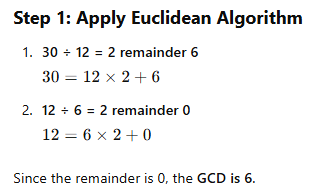 Step 1: Apply Euclidean Algorithm
1. 30 ÷ 12 = 2 remainder 6
30 = 12 × 2 + 6
2. 12 ÷ 6 = 2 remainder 0
12 = 6 × 2 + 0
Since the remainder is 0, the GCD is 6.